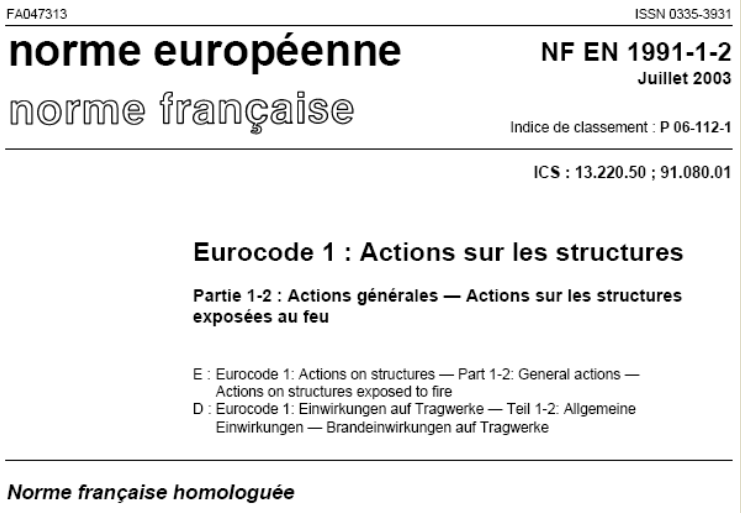 FA047313
ISSN 0335-3931
norme européenne
NF EN 1991-1-2
Juillet 2003
norme française
Indice de classement : P 06-112-1
ICS : 13.220.50 ; 91.080.01
Eurocode 1 : Actions sur les structures
Partie 1-2 : Actions générales — Actions sur les structures
exposées au feu
E : Eurocode 1: Actions on structures — Part 1-2: General actions —
Actions on structures exposed to fire
D : Eurocode 1: Einwirkungen auf Tragwerke — Teil 1-2: Allgemeine
Einwirkungen — Brandeinwirkungen auf Tragwerke
Norme française homologuée